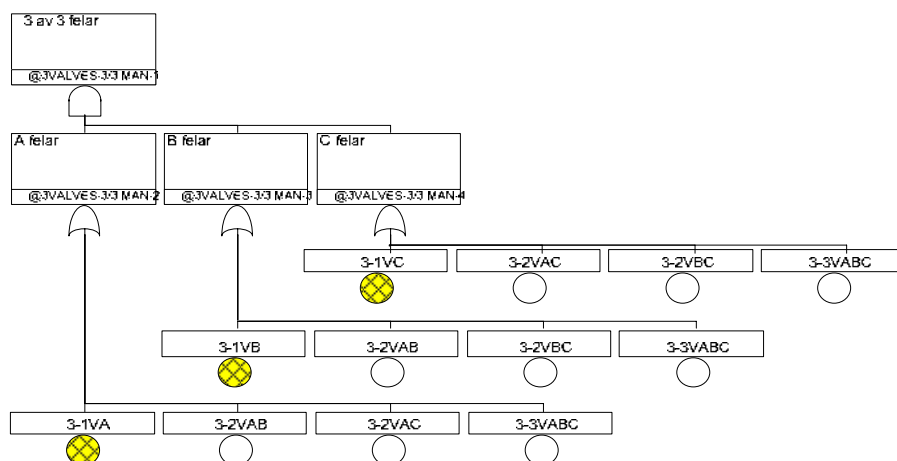 3 av 3 felar
@3VALVES-3/3 MAN-1
A felar
B felar
C felar
@3VALVES-3/3 MAN-2
@3VALVES-3/3 MAN-3
@3VALVES-3/3 MAN-4
3-1VC
3-2VAC
3-2VBC
3-3VABC
3-1VB
3-2VAB
3-2VBC
3-3VABC
3-1VA
3-2VAB
3-2VAC
3-3VABC